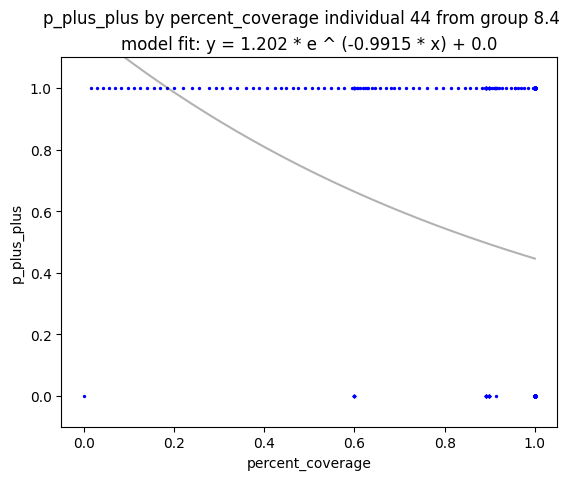 p_plus_plus by percent_coverage individual 44 from group 8.4
model fit: y = 1.202 * e ^ (-0.9915 * x) + 0.0
1.0
0.8
0.6
0.4
0.2
0.0
p_plus_plus
0.0 0.2 0.4 0.6 0.8 1.0
percent_coverage